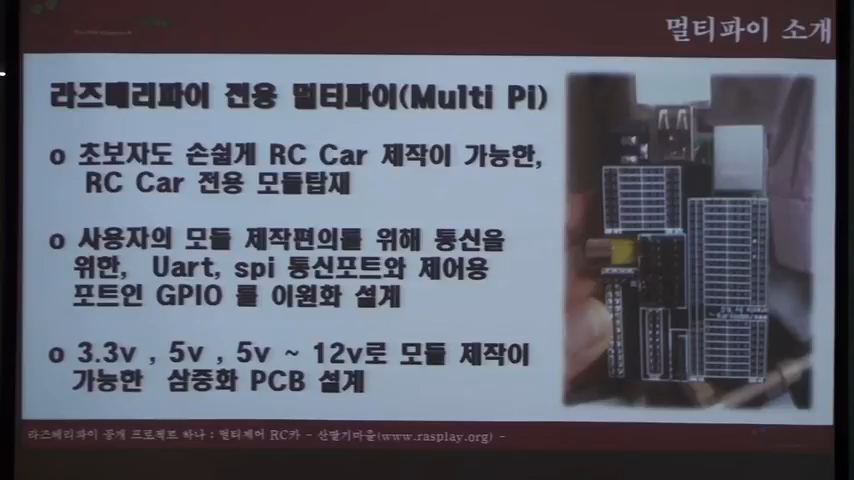 멀티파이 소개
라즈베리파이 전용 멀티파이(Multi Pi)
o 초보자도 손쉽게 RC Car 제작이 가능한,
RC Car 전용 모듈탑재
o 사용자의 모듈 제작편의를 위해 통신을
위한, Uart, spi 통신포트와 제어용
포트인 GPIO 를 이원화 설계
o 3.3v , 5v , 5v ~ 12v로 모듈 제작이
가능한 삼중화 PCB 설계
라즈베리파이 공개 프로젝트 하나 : 멀티제어 RC카 - 산딸기마을(www.rasplay.org) -